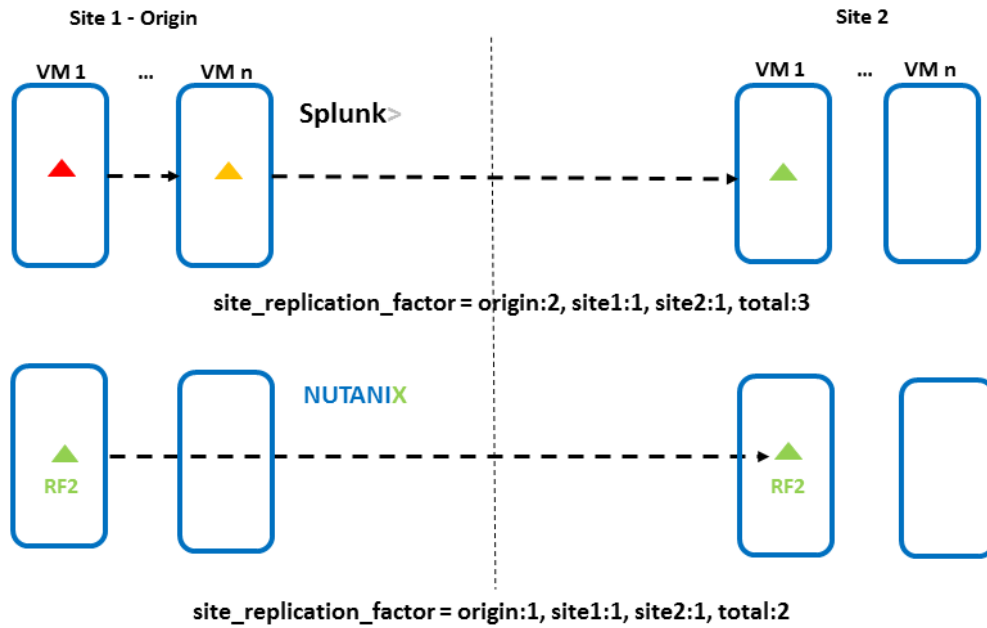 Site 1 - Origin
Site 2
VM 1 ... VM n
VM 1 ... VM n
Splunk>
site_replication_factor = origin:2, site1:1, site2:1, total:3
NUTANIX
RF2
RF2
site_replication_factor = origin:1, site1:1, site2:1, total:2